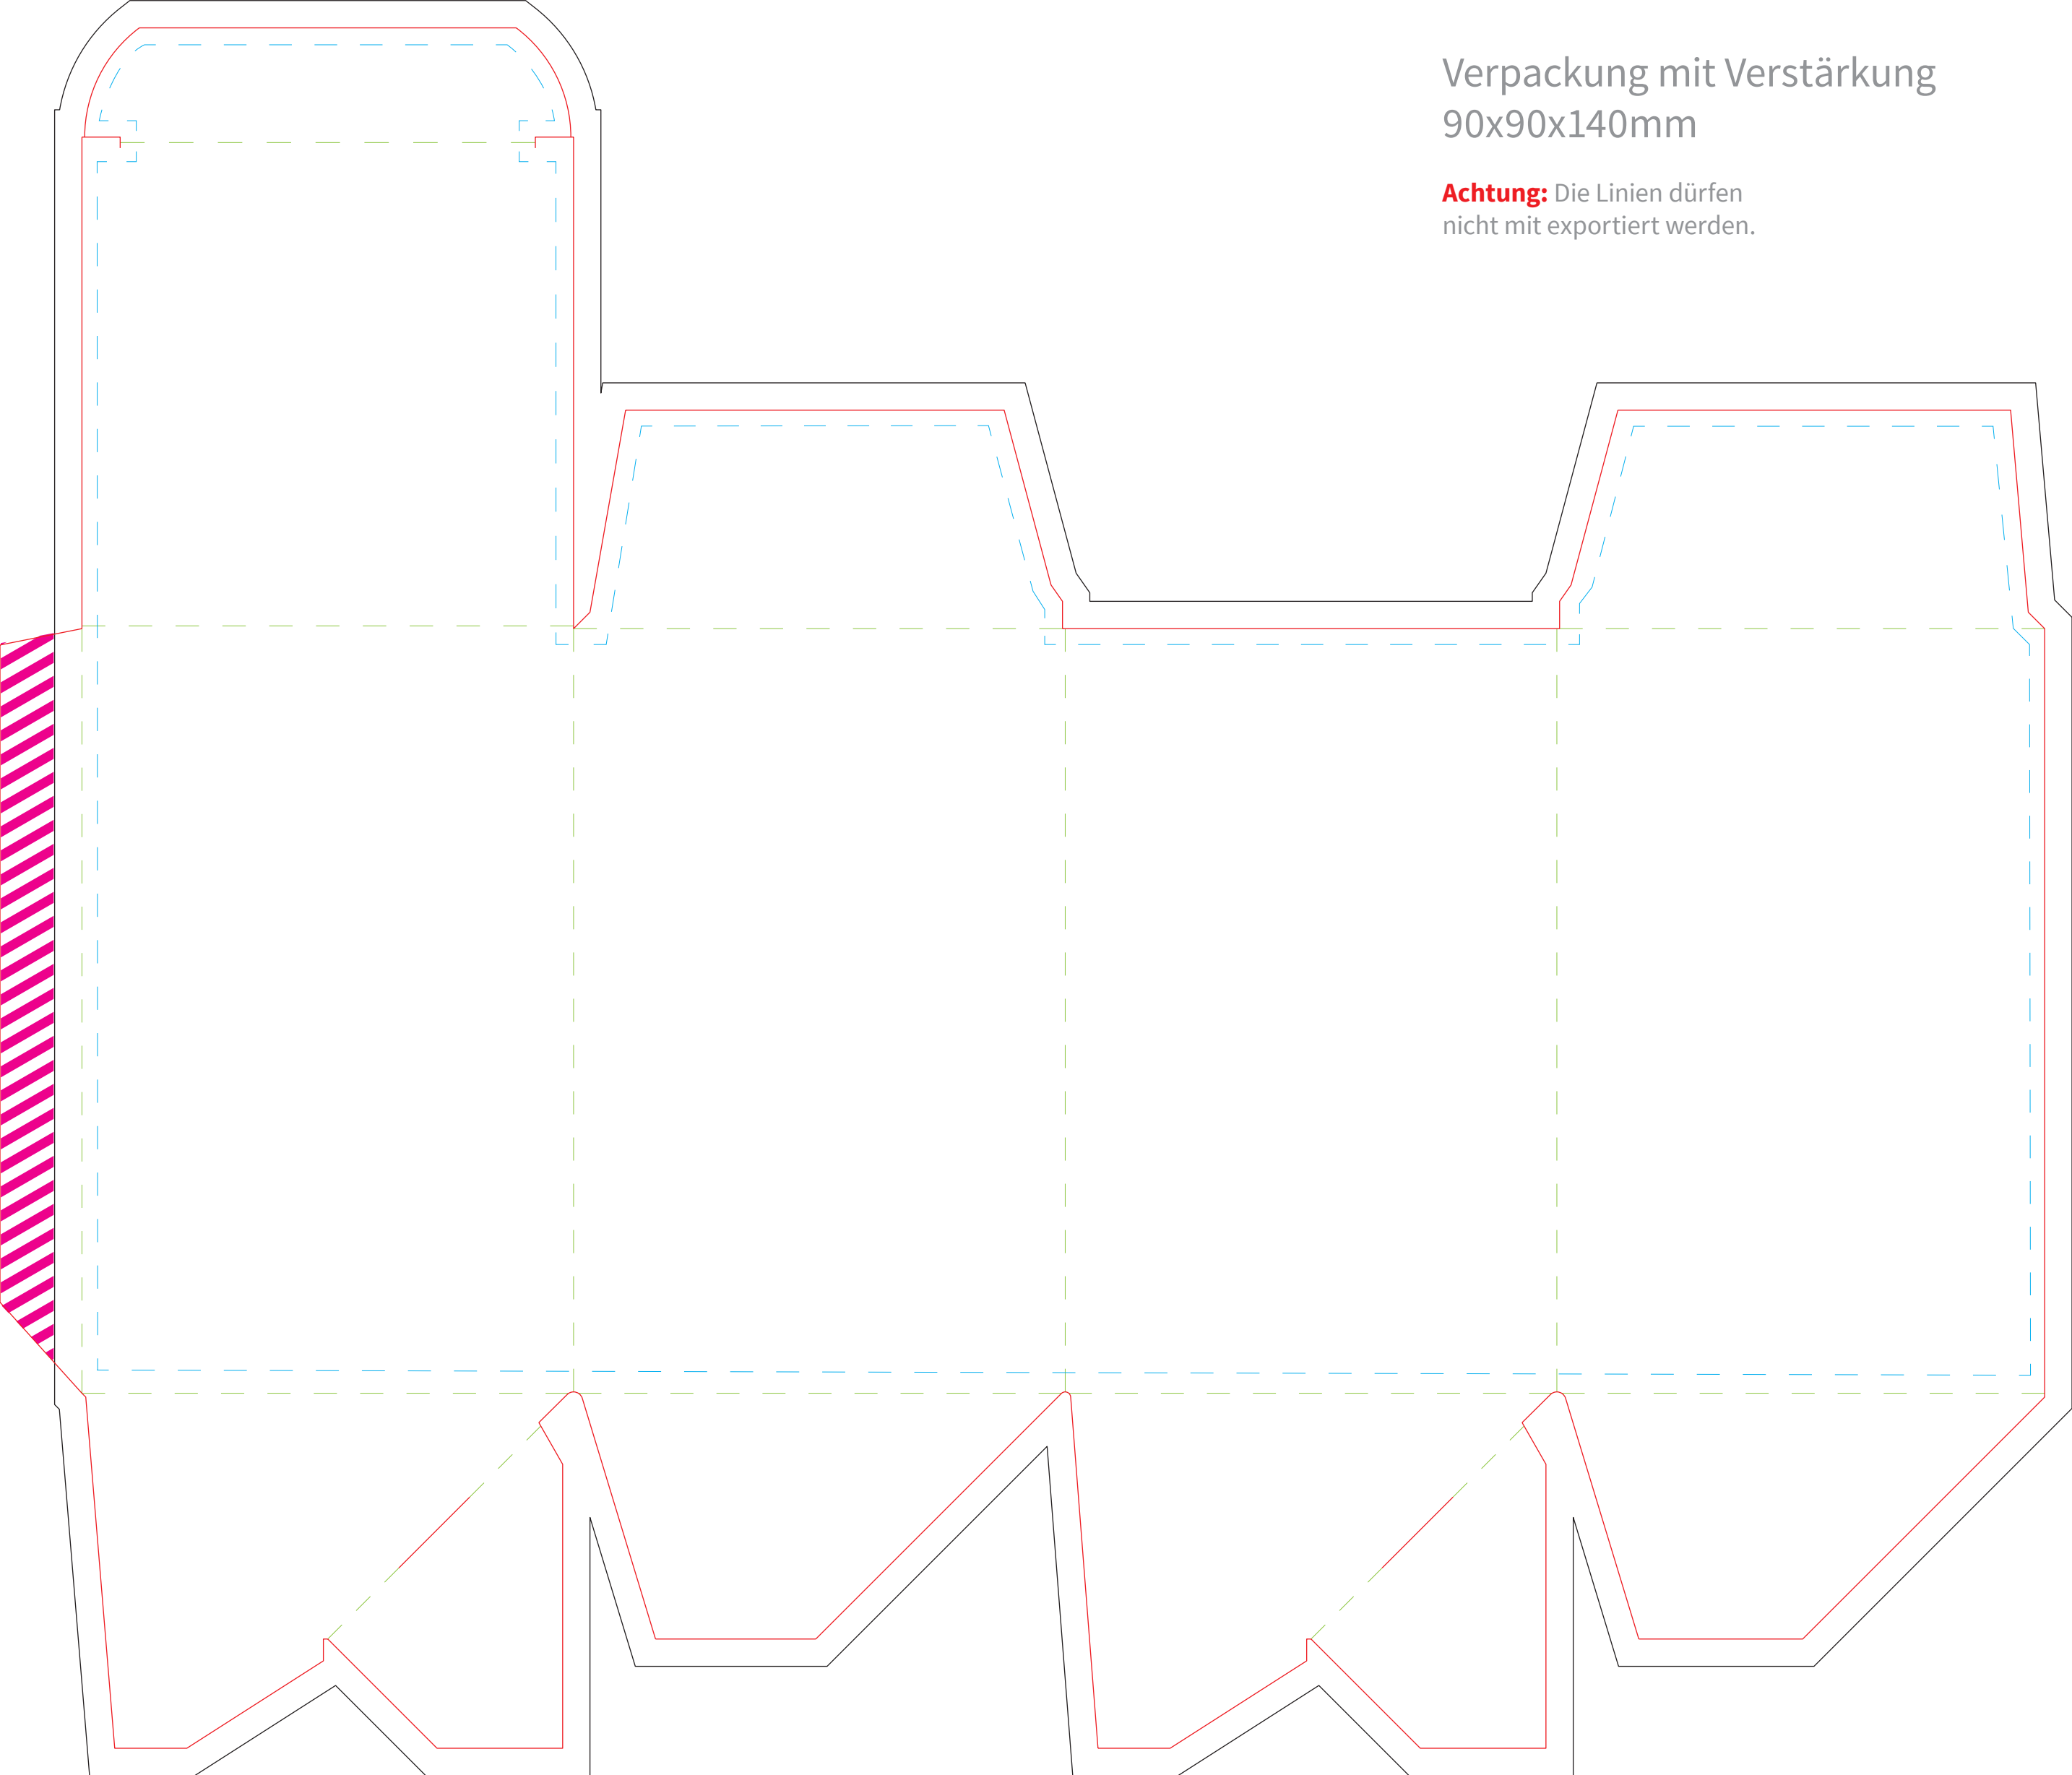 Verpackung mit Verstärkung
90x90x140mm
Achtung: Die Linien dürfen
nicht mit exportiert werden.